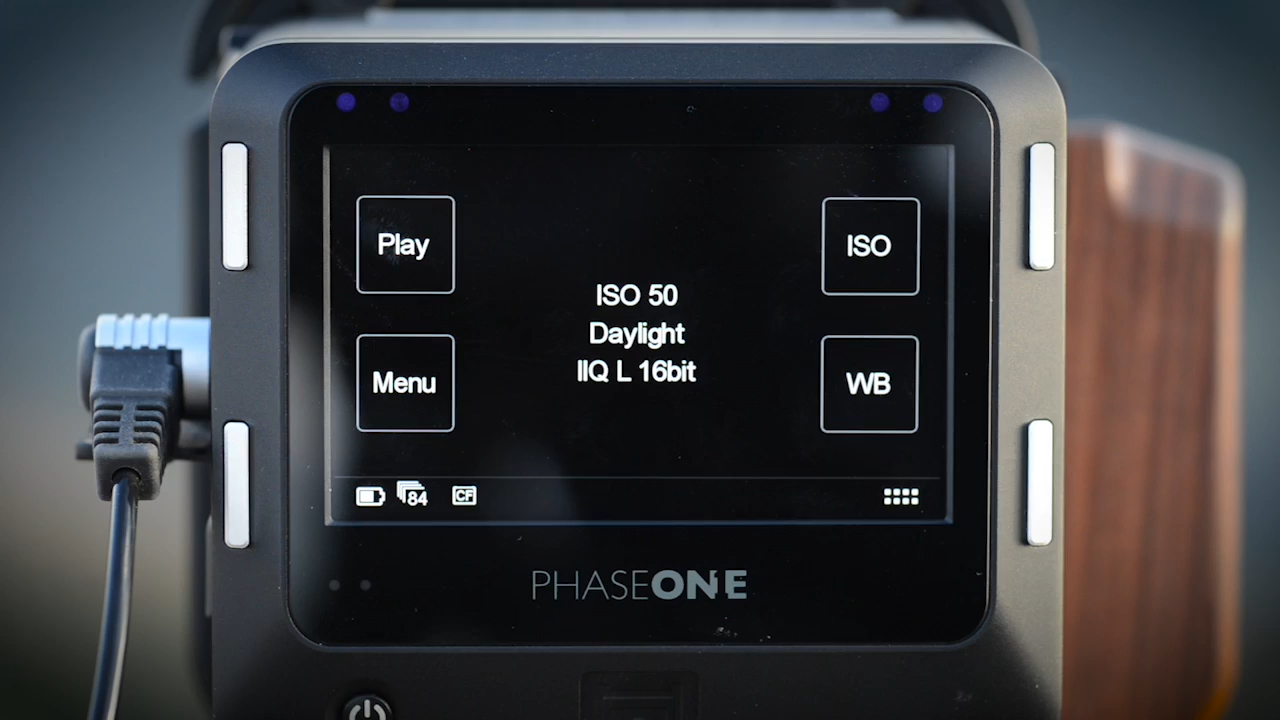 Play
ISO
ISO 50
Daylight
IIQ L 16bit
Menu
WB
84
CF
PHASEONE